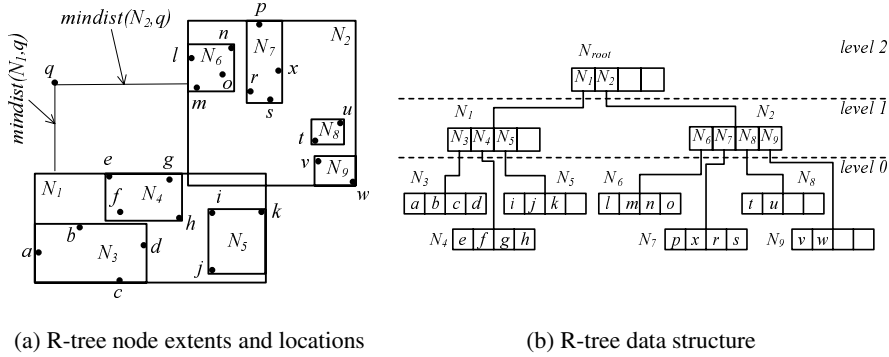 mindist(N2,q)
mindist(N1,q)
q
p
l
n
N6
o
m
N7
r
x
s
N2
u
t
N8
v
N9
w
N1
e
g
f
N4
h
a
b
N3
d
c
i
k
N5
j
(a) R-tree node extents and locations
Nroot
level 2
N1 N2
N1
level 1
N2
N3 N4 N5
N6 N7 N8 N9
level 0
N3
N5
N6
N8
a b c d
i j k
l m n o
t u
N4 e f g h
N7 p x r s
N9 v w
(b) R-tree data structure